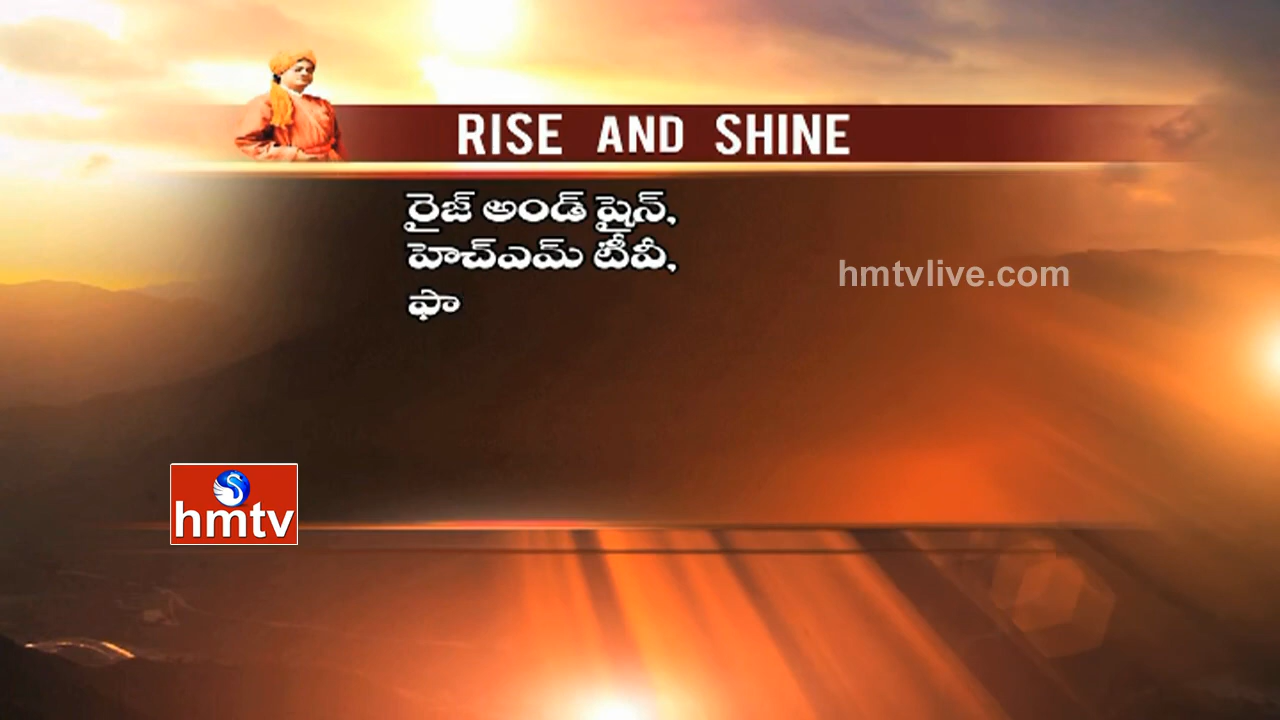 RISE AND SHINE
రైజ్ అండ్ షైన్,
హెచ్ఎమ్ టీవీ,
ఫా
hmtvlive.com
hmtv